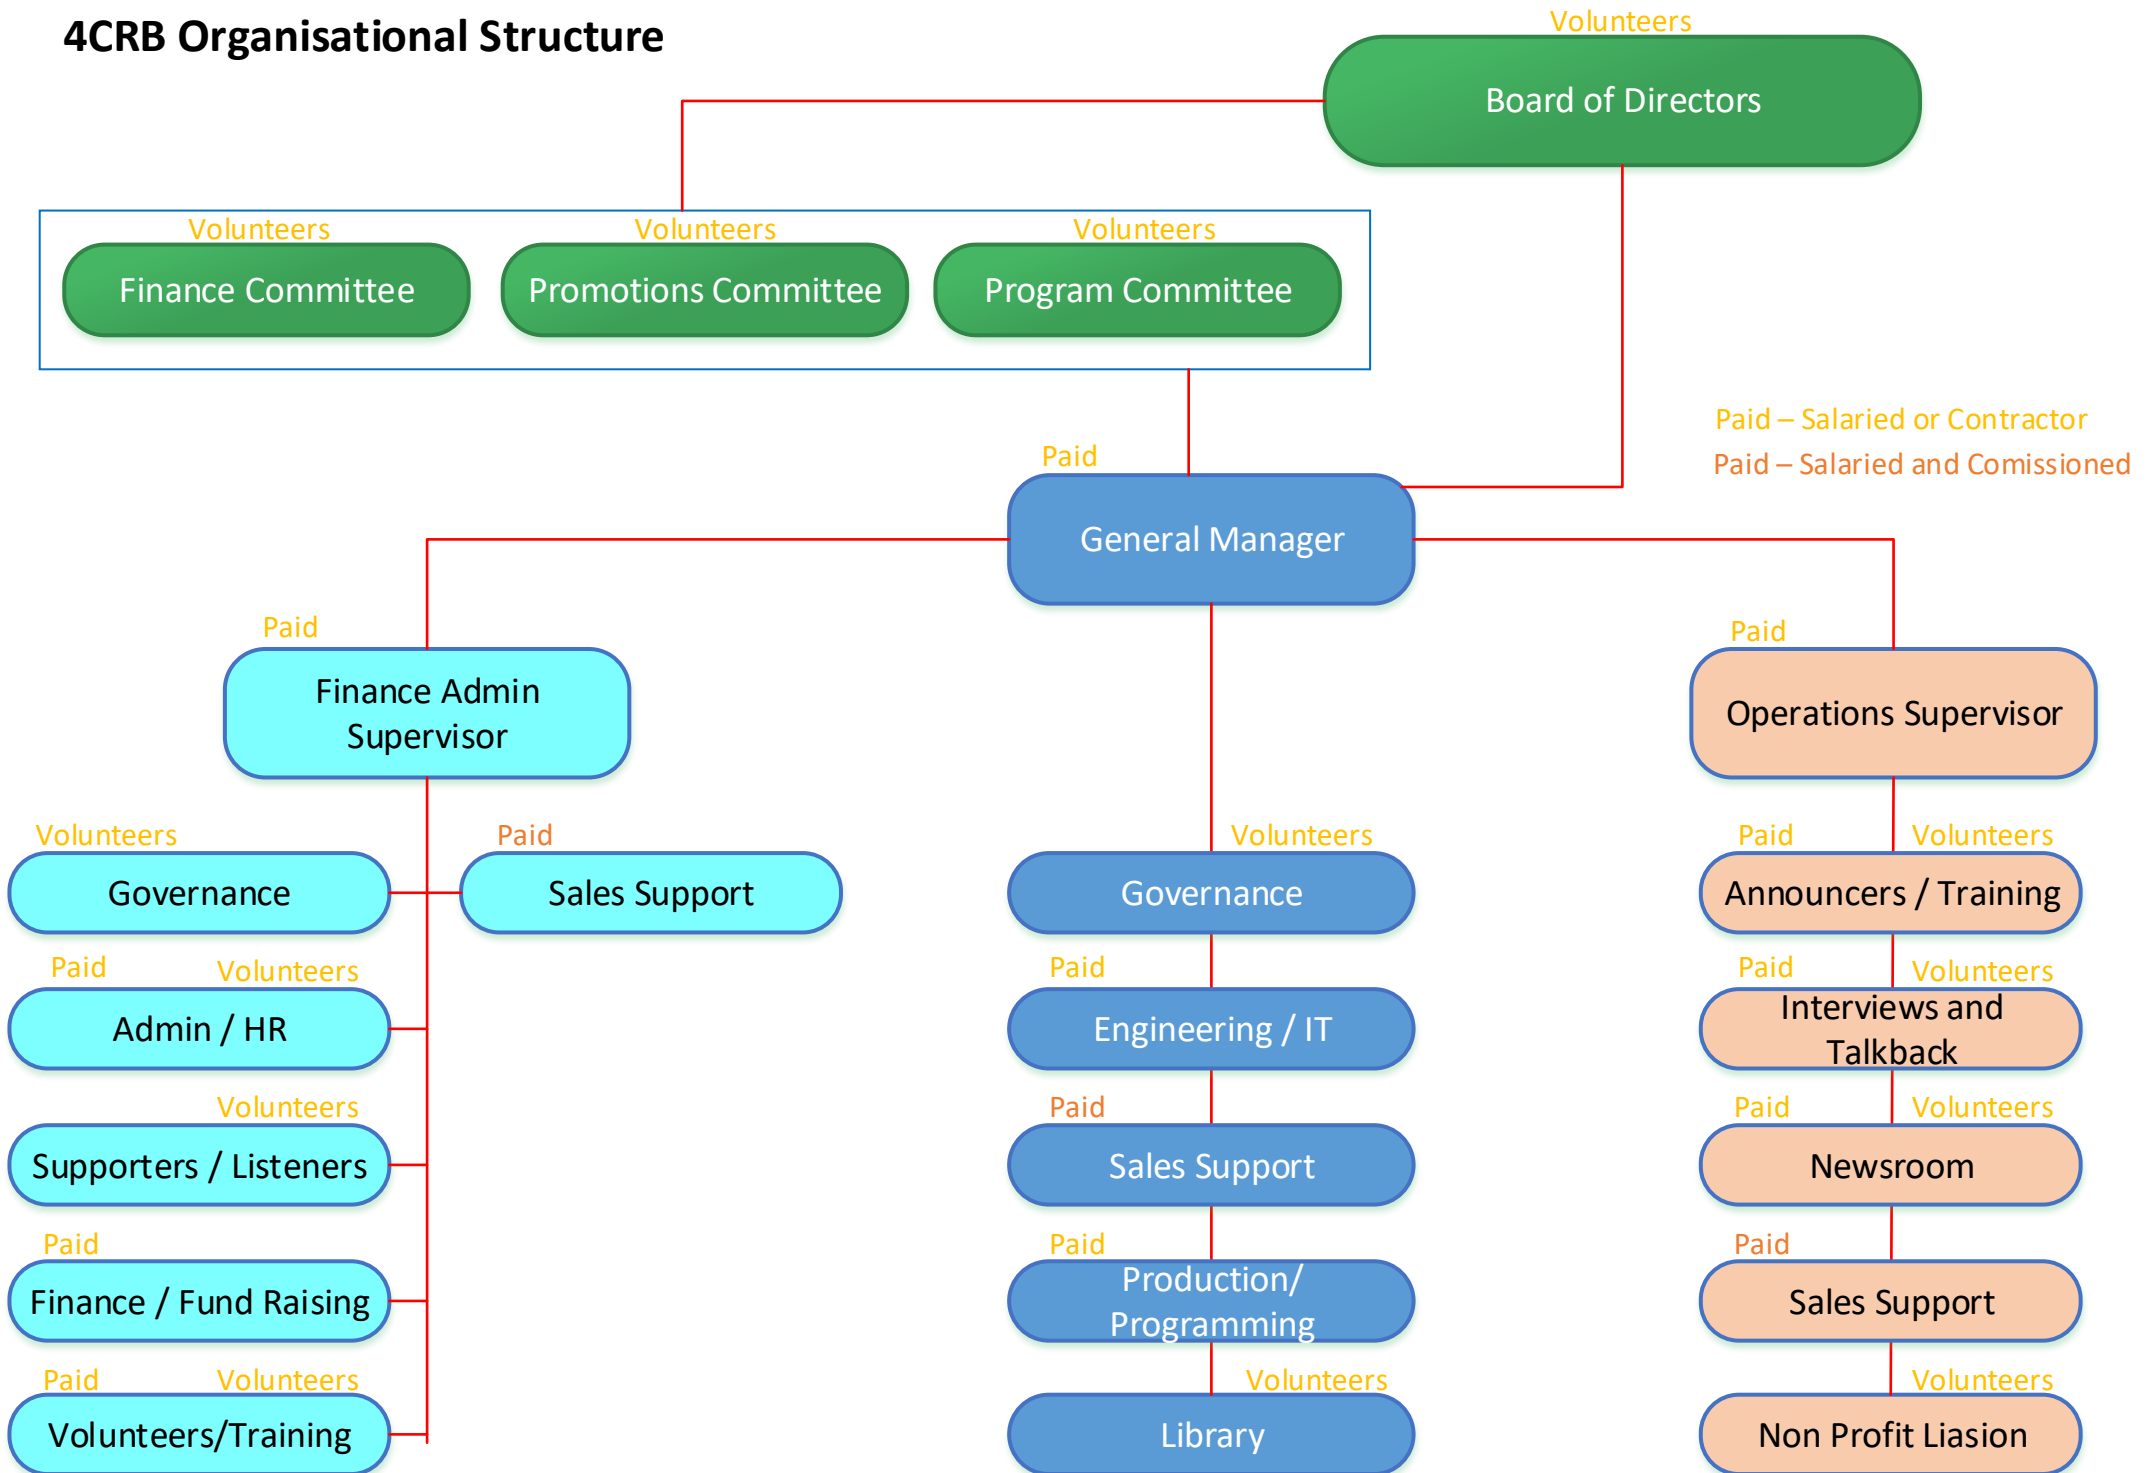 4CRB Organisational Structure
Volunteers
Board of Directors
Volunteers
Volunteers
Volunteers
Finance Committee
Promotions Committee
Program Committee
Paid – Salaried or Contractor
Paid – Salaried and Comissioned
Paid
General Manager
Paid
Paid
Finance Admin
Supervisor
Operations Supervisor
Volunteers
Paid
Volunteers
Paid
Volunteers
Governance
Sales Support
Governance
Announcers / Training
Paid
Volunteers
Paid
Paid
Volunteers
Admin / HR
Engineering / IT
Interviews and
Talkback
Volunteers
Paid
Paid
Volunteers
Supporters / Listeners
Sales Support
Newsroom
Paid
Paid
Paid
Finance / Fund Raising
Production/
Programming
Sales Support
Paid
Volunteers
Volunteers
Volunteers
Volunteers/Training
Library
Non Profit Liasion